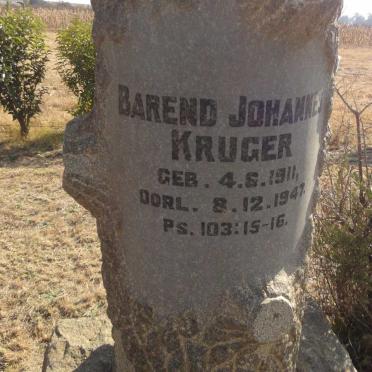 BAREND JOHANNES
KRUGER
GEB. 4.6.1911,
OORL. 8.12.1947.
PS. 103:15-16.